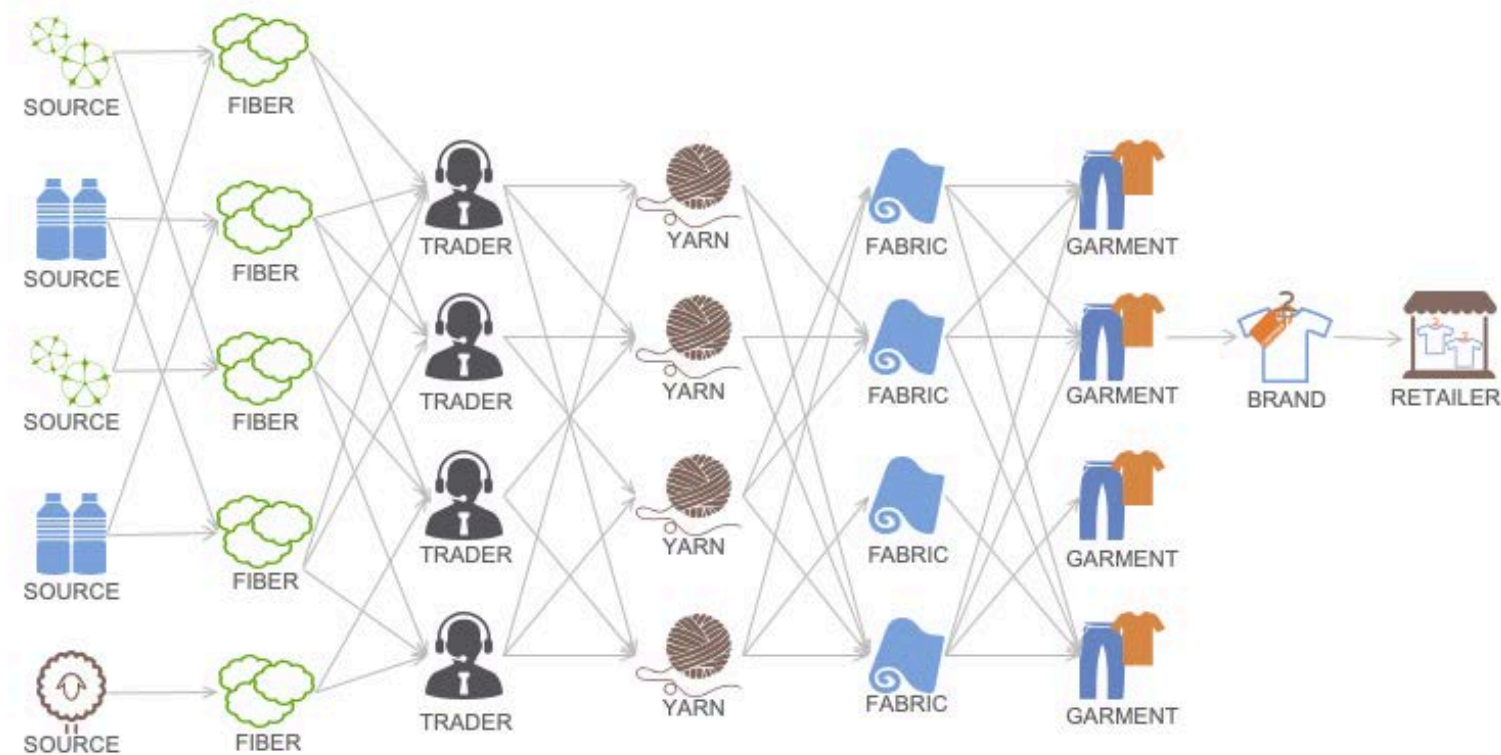 SOURCE
FIBER
TRADER
YARN
FABRIC
GARMENT
SOURCE
FIBER
TRADER
YARN
FABRIC
GARMENT
BRAND
RETAILER
SOURCE
FIBER
TRADER
YARN
FABRIC
GARMENT
SOURCE
FIBER
TRADER
YARN
FABRIC
GARMENT
SOURCE
FIBER